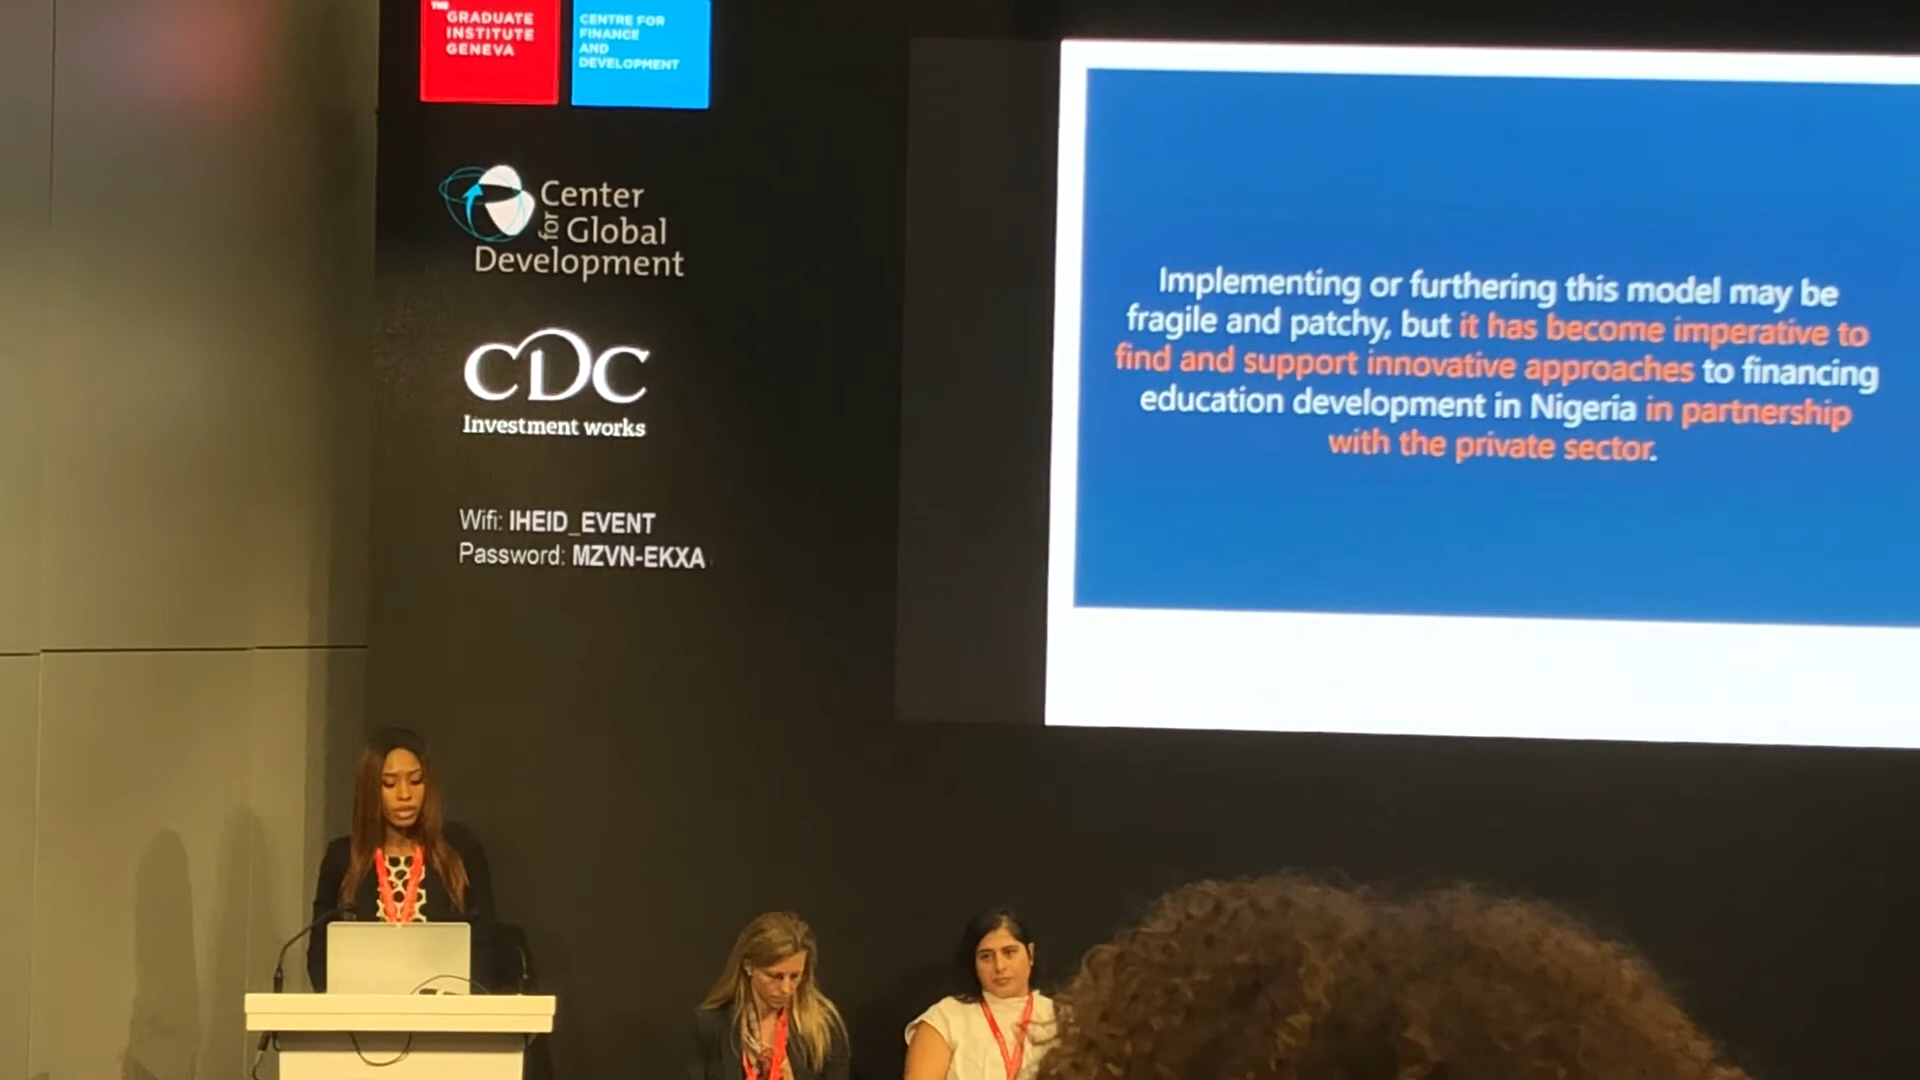 THE
GRADUATE
INSTITUTE
GENEVA
CENTRE FOR
FINANCE
AND
DEVELOPMENT
Center
for Global
Development
CDC
Investment works
Wifi: IHEID_EVENT
Password: MZVN-EKXA
Implementing or furthering this model may be
fragile and patchy, but it has become imperative to
find and support innovative approaches to financing
education development in Nigeria in partnership
with the private sector.